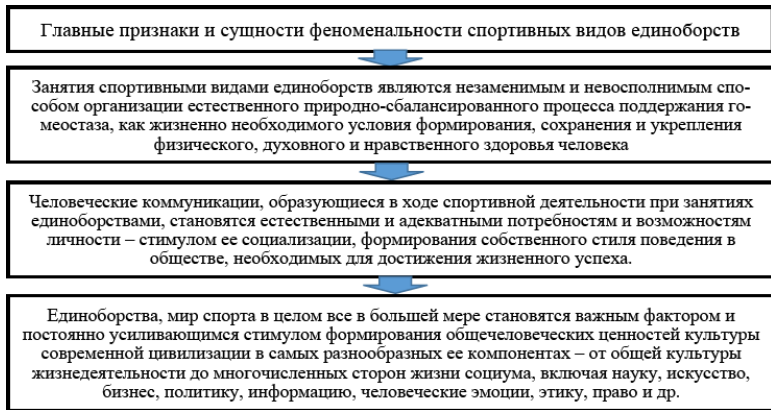 Главные признаки и сущности феноменальности спортивных видов единоборств
Занятия спортивными видами единоборств являются незаменимым и невосполнимым спо-
собом организации естественного природно-сбалансированного процесса поддержания го-
меостаза, как жизненно необходимого условия формирования, сохранения и укрепления
физического, духовного и нравственного здоровья человека
Человеческие коммуникации, образующиеся в ходе спортивной деятельности при занятиях
единоборствами, становятся естественными и адекватными потребностям и возможностям
личности – стимулом ее социализации, формирования собственного стиля поведения в
обществе, необходимых для достижения жизненного успеха.
Единоборства, мир спорта в целом все в большей мере становятся важным фактором и
постоянно усиливающимся стимулом формирования общечеловеческих ценностей культуры
современной цивилизации в самых разнообразных ее компонентах – от общей культуры
жизнедеятельности до многочисленных сторон жизни социума, включая науку, искусство,
бизнес, политику, информацию, человеческие эмоции, этику, право и др.